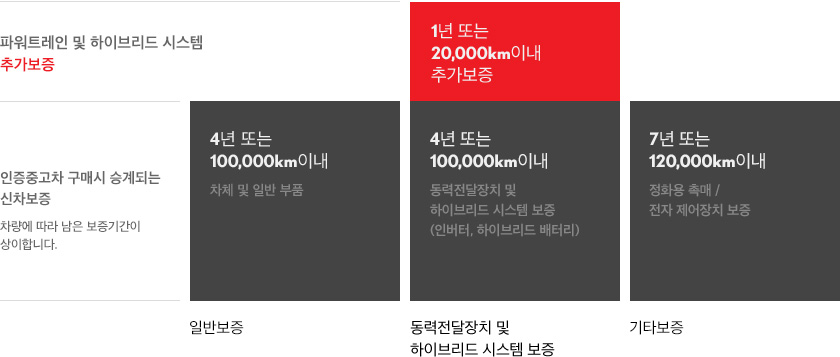 파워트레인 및 하이브리드 시스템
추가보증
1년 또는
20,000km이내
추가보증
인증중고차 구매시 승계되는
신차보증
차량에 따라 남은 보증기간이
상이합니다.
4년 또는
100,000km이내
차체 및 일반 부품
4년 또는
100,000km이내
동력전달장치 및
하이브리드 시스템 보증
(인버터, 하이브리드 배터리)
7년 또는
120,000km이내
정화용 촉매 /
전자 제어장치 보증
일반보증
동력전달장치 및
하이브리드 시스템 보증
기타보증